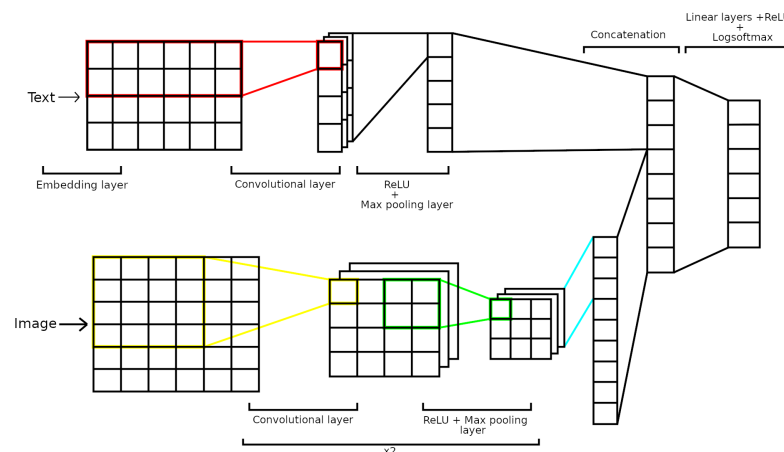 Linear layers +ReLU
+
Logsoftmax
Concatenation
Text
Embedding layer
Convolutional layer
ReLU
+
Max pooling layer
Image
Convolutional layer
ReLU + Max pooling
layer
x2